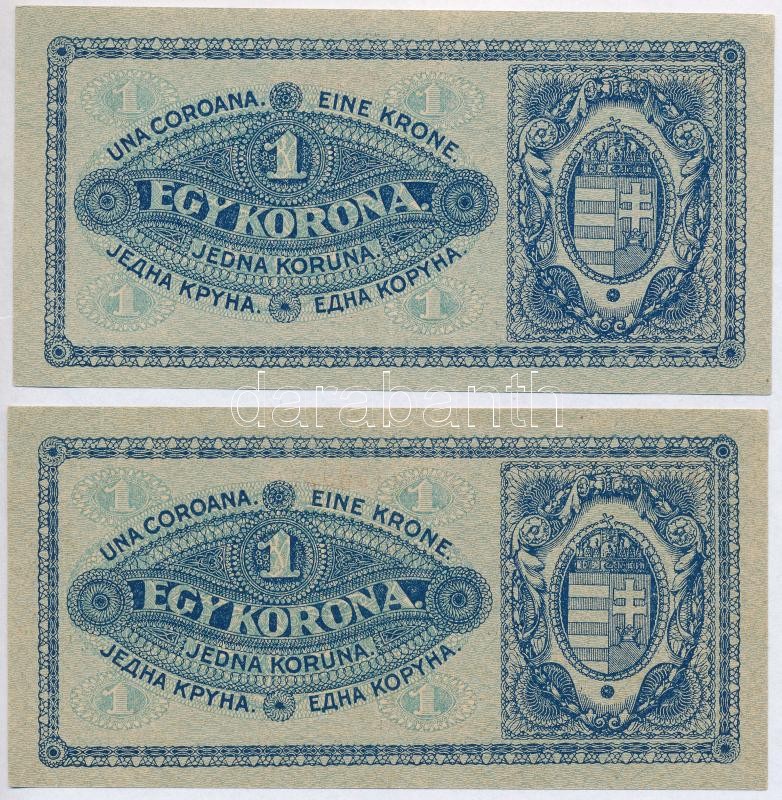 1 1
UNA COROANA. EINE KRONE.
1
EGY KORONA.
JEDNA KORUNA.
ЈЕДНА КРУНА. ЕДНА КОРУНА.
1 1
darabanth
1 1
UNA COROANA. EINE KRONE.
1
EGY KORONA.
JEDNA KORUNA.
ЈЕДНА КРУНА. ЕДНА КОРУНА.
1 1